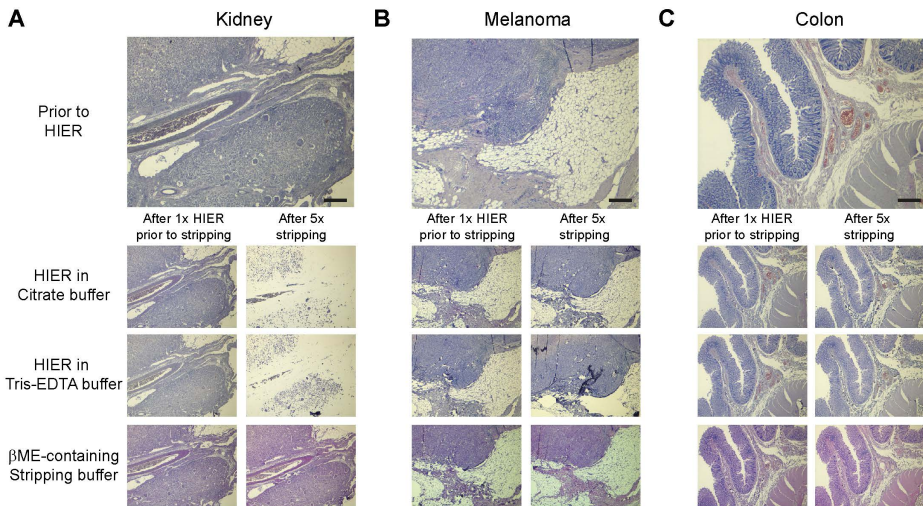 A
Kidney
B
Melanoma
C
Colon
Prior to
HIER
After 1x HIER
prior to stripping
After 5x
stripping
After 1x HIER
prior to stripping
After 5x
stripping
After 1x HIER
prior to stripping
After 5x
stripping
HIER in
Citrate buffer
HIER in
Tris-EDTA buffer
βME-containing
Stripping buffer